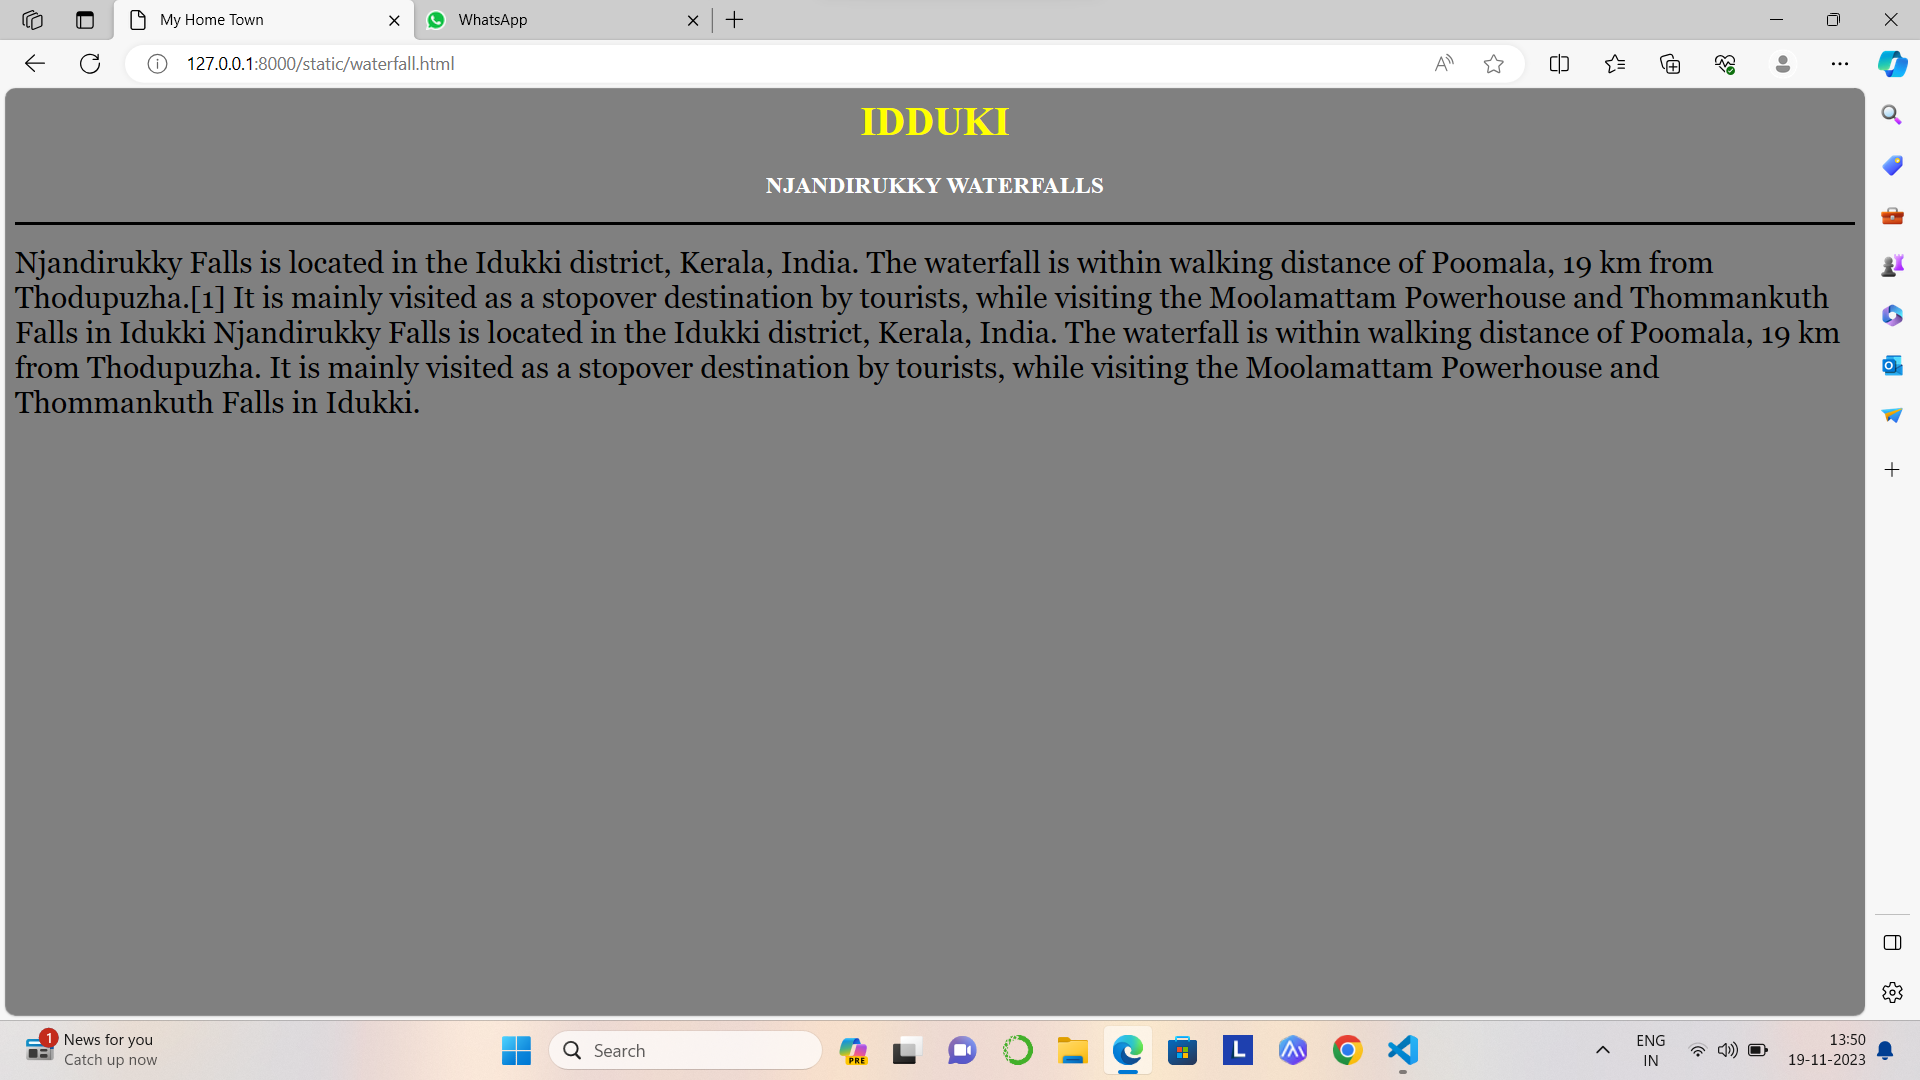 My Home Town
WhatsApp
127.0.0.1:8000/static/waterfall.html
IDDUKI
NJANDIRUKKY WATERFALLS
Njandirukky Falls is located in the Idukki district, Kerala, India. The waterfall is within walking distance of Poomala, 19 km from
Thodupuzha.[1] It is mainly visited as a stopover destination by tourists, while visiting the Moolamattam Powerhouse and Thommankuth
Falls in Idukki Njandirukky Falls is located in the Idukki district, Kerala, India. The waterfall is within walking distance of Poomala, 19 km
from Thodupuzha. It is mainly visited as a stopover destination by tourists, while visiting the Moolamattam Powerhouse and
Thommankuth Falls in Idukki.
1
News for you
Catch up now
Search
PRE
L
ENG
IN
13:50
19-11-2023